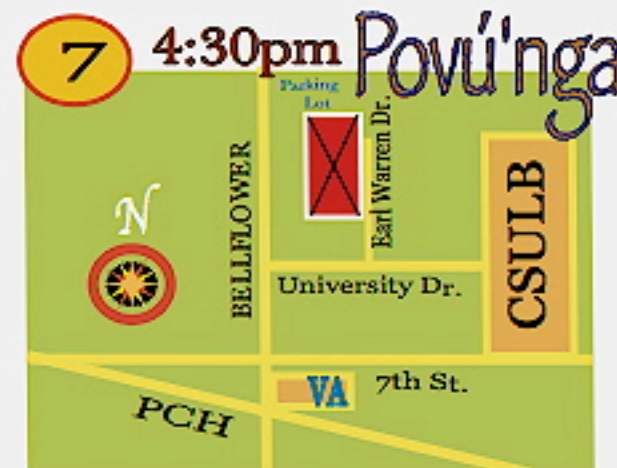 7 4:30pm Povú'nga
Parking
Lot
Earl Warren Dr.
BELLFLOWER
N
CSULB
University Dr.
VA
7th St.
PCH